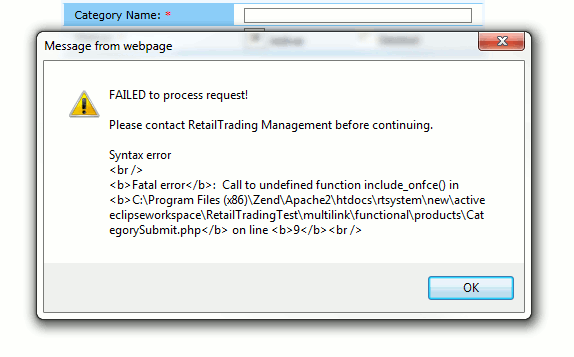 Category Name: *
Message from webpage
FAILED to process request!
Please contact RetailTrading Management before continuing.
Syntax error
<br />
<b>Fatal error</b>:  Call to undefined function include_onfce() in
<b>C:\Program Files (x86)\Zend\Apache2\htdocs\rtsystem\new\active
eclipseworkspace\RetailTradingTest\multilink\functional\products\Cat
egorySubmit.php</b> on line <b>9</b><br />
OK